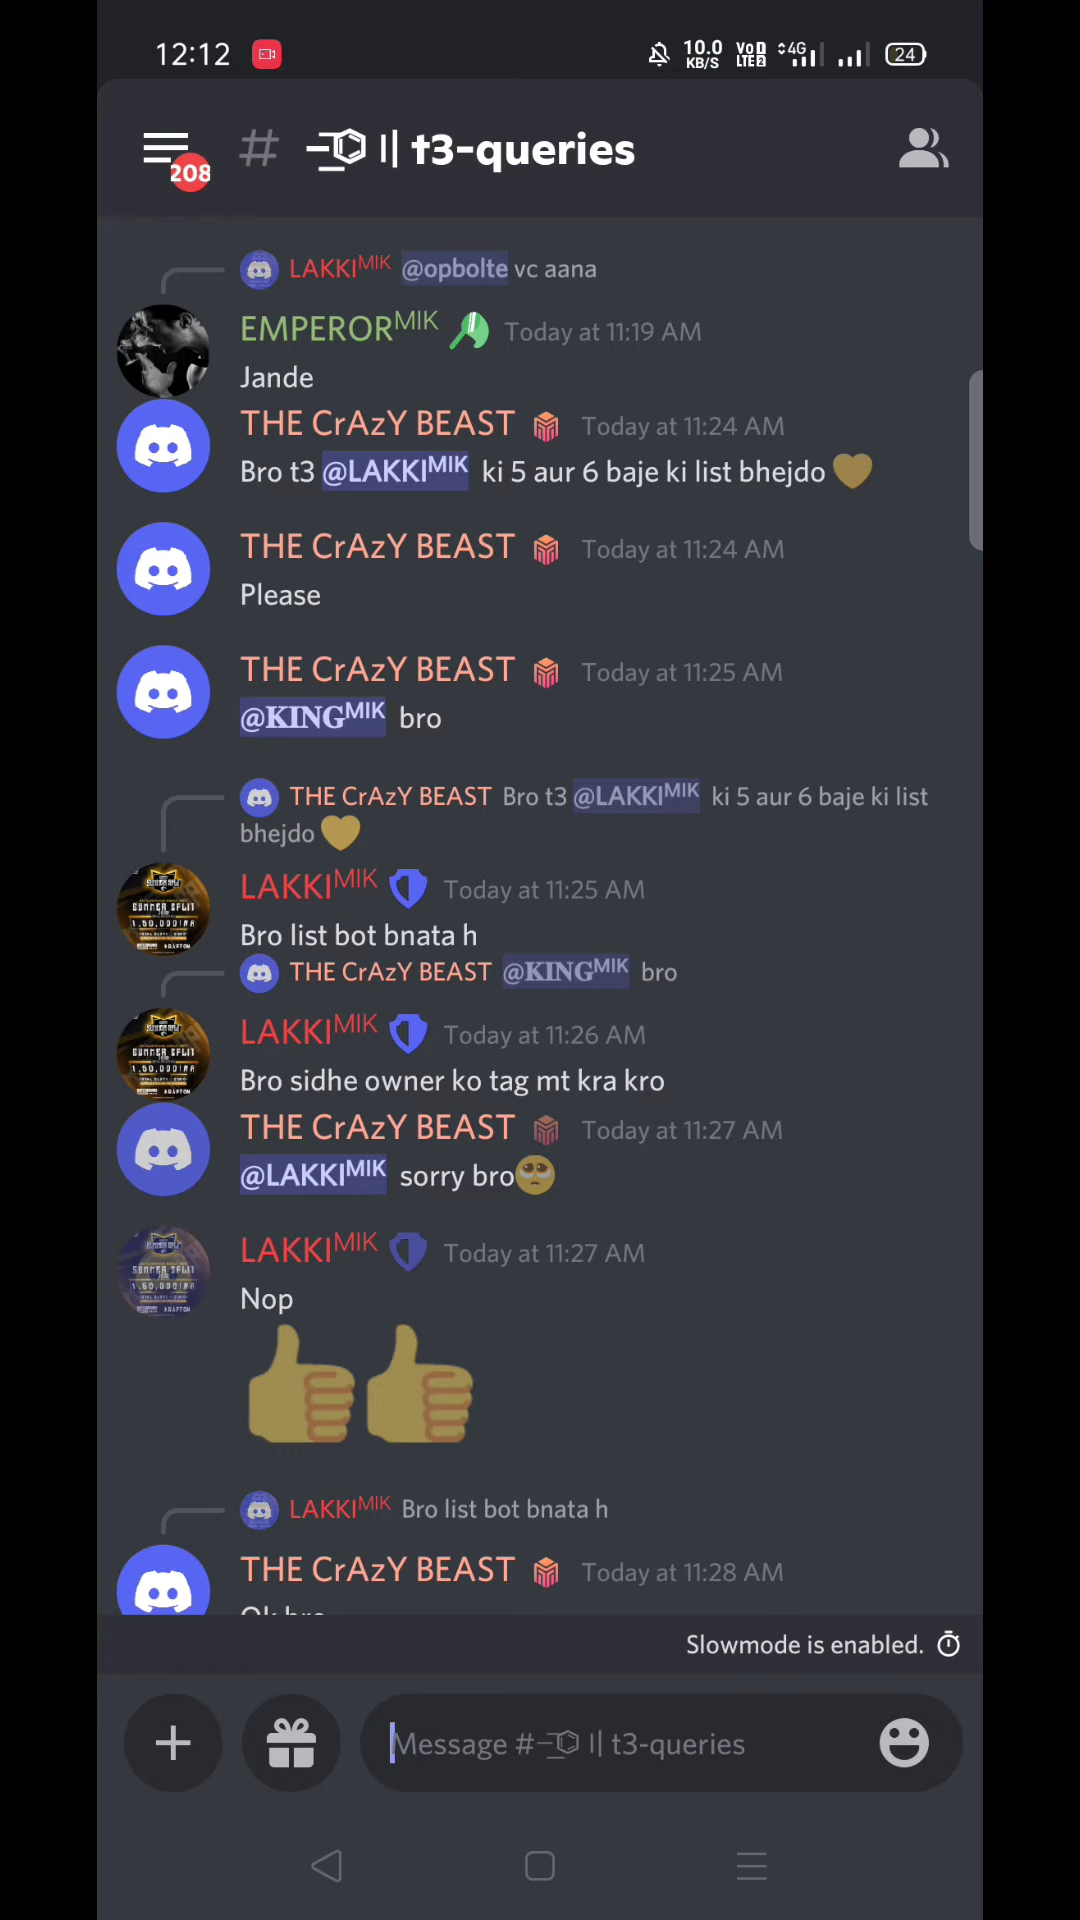 12:12 10.0 KB/S VoD LTE2 4G 24
208 # t3-queries
LAKKIᴹᴵᴷ @opbolte vc aana
EMPERORᴹᴵᴷ Today at 11:19 AM
Jande
THE CrAzY BEAST Today at 11:24 AM
Bro t3 @LAKKIᴹᴵᴷ ki 5 aur 6 baje ki list bhejdo
THE CrAzY BEAST Today at 11:24 AM
Please
THE CrAzY BEAST Today at 11:25 AM
@𝐊𝐈𝐍𝐆ᴹᴵᴷ bro
THE CrAzY BEAST Bro t3 @LAKKIᴹᴵᴷ ki 5 aur 6 baje ki list
bhejdo
LAKKIᴹᴵᴷ Today at 11:25 AM
Bro list bot bnata h
THE CrAzY BEAST @𝐊𝐈𝐍𝐆ᴹᴵᴷ bro
LAKKIᴹᴵᴷ Today at 11:26 AM
Bro sidhe owner ko tag mt kra kro
THE CrAzY BEAST Today at 11:27 AM
@LAKKIᴹᴵᴷ sorry bro🥺
LAKKIᴹᴵᴷ Today at 11:27 AM
Nop
👍👍
LAKKIᴹᴵᴷ Bro list bot bnata h
THE CrAzY BEAST Today at 11:28 AM
Ok bro
Slowmode is enabled.
Message # t3-queries